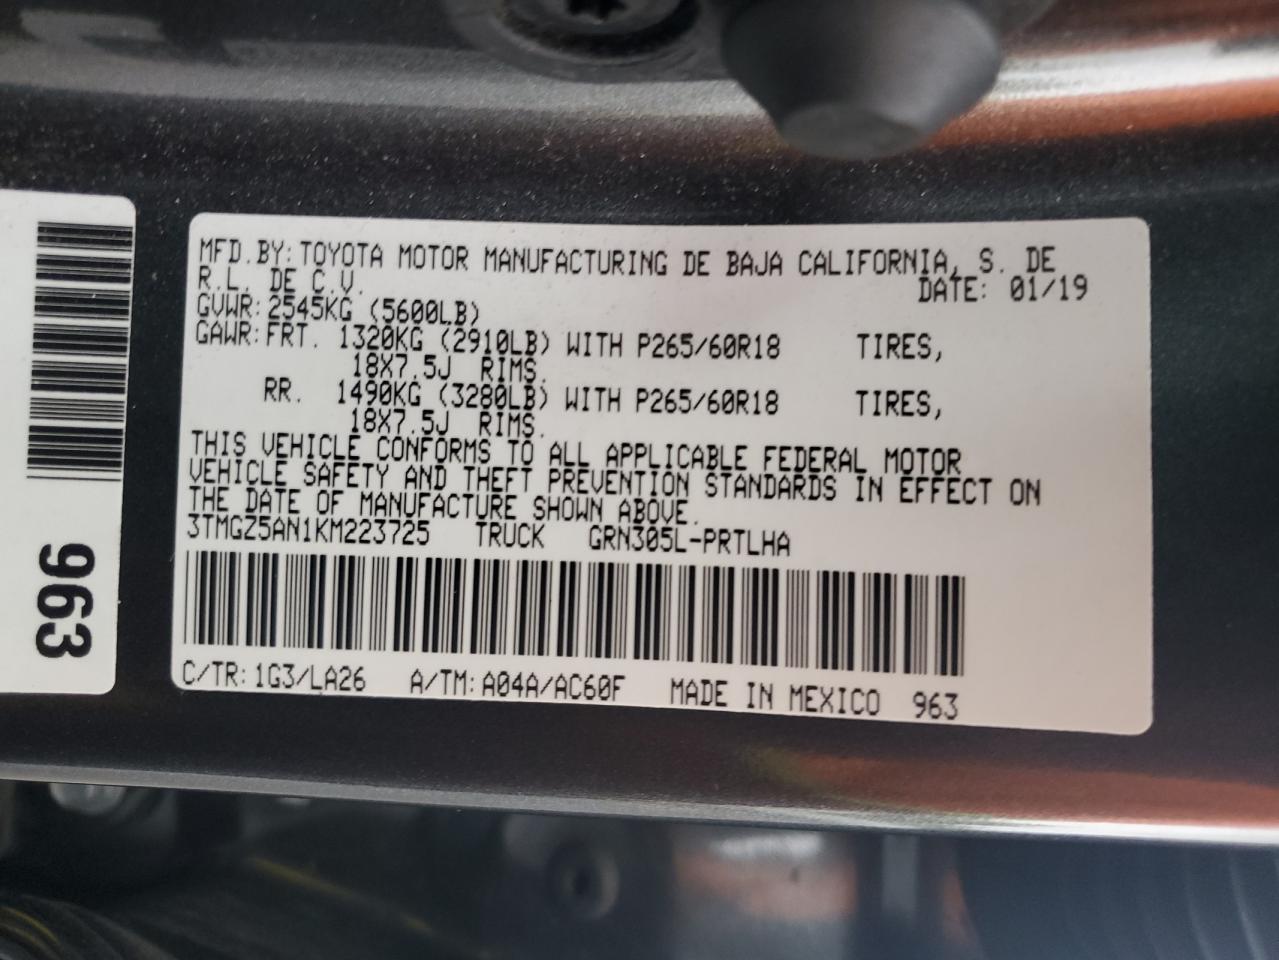 MFD.BY:TOYOTA MOTOR MANUFACTURING DE BAJA CALIFORNIA, S. DE
R.L. DE C.V. DATE: 01/19
GVWR:2545KG (5600LB)
GAWR:FRT. 1320KG (2910LB) WITH P265/60R18 TIRES,
18X7.5J RIMS.
RR. 1490KG (3280LB) WITH P265/60R18 TIRES,
18X7.5J RIMS.
THIS VEHICLE CONFORMS TO ALL APPLICABLE FEDERAL MOTOR
VEHICLE SAFETY AND THEFT PREVENTION STANDARDS IN EFFECT ON
THE DATE OF MANUFACTURE SHOWN ABOVE.
3TMGZ5AN1KM223725 TRUCK GRN305L-PRTLHA
C/TR:1G3/LA26 A/TM:A04A/AC60F MADE IN MEXICO 963
963